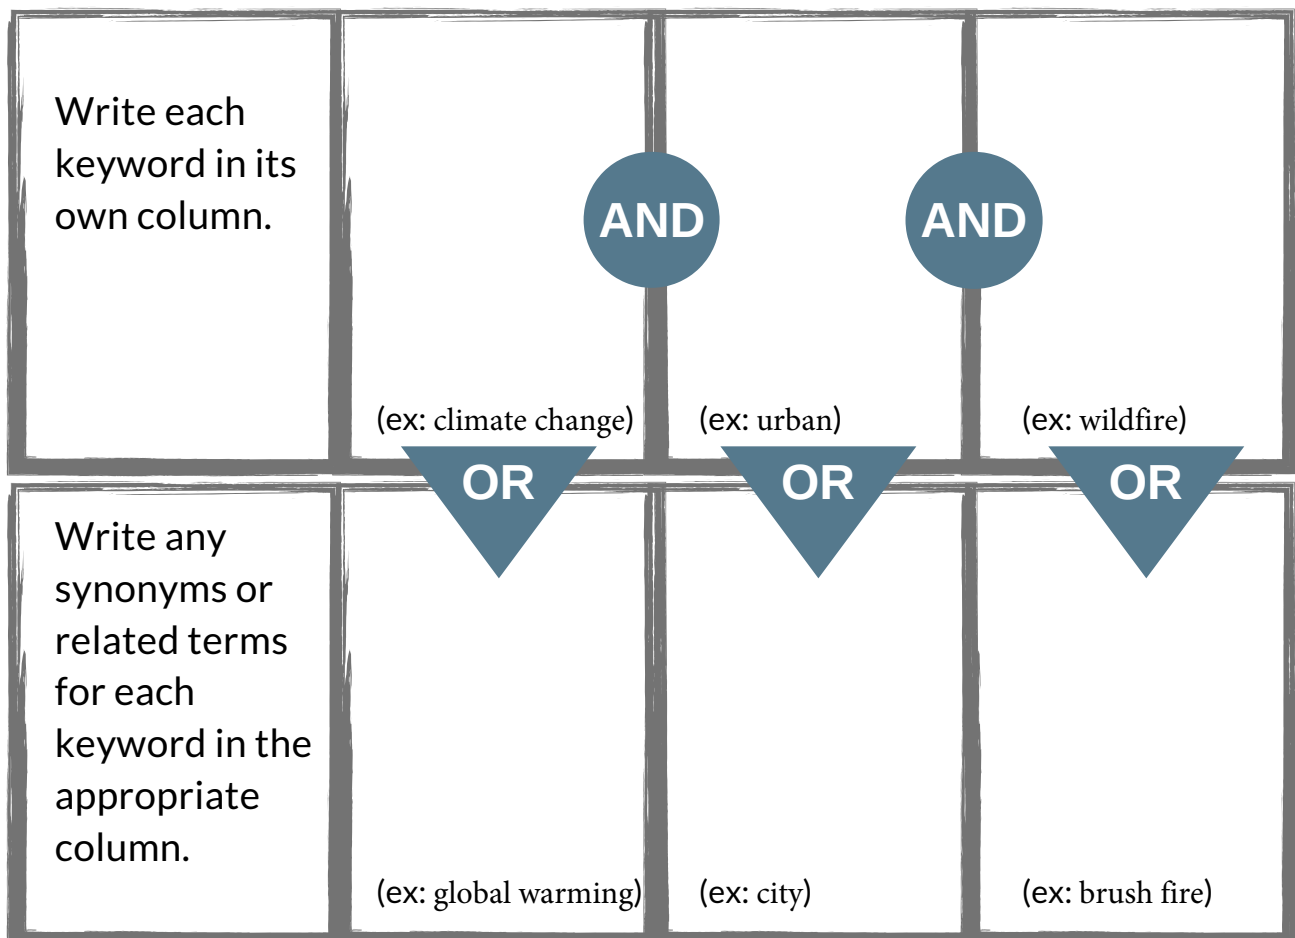 Write each
keyword in its
own column.
AND
AND
(ex: climate change)
(ex: urban)
(ex: wildfire)
OR
OR
OR
Write any
synonyms or
related terms
for each
keyword in the
appropriate
column.
(ex: global warming)
(ex: city)
(ex: brush fire)